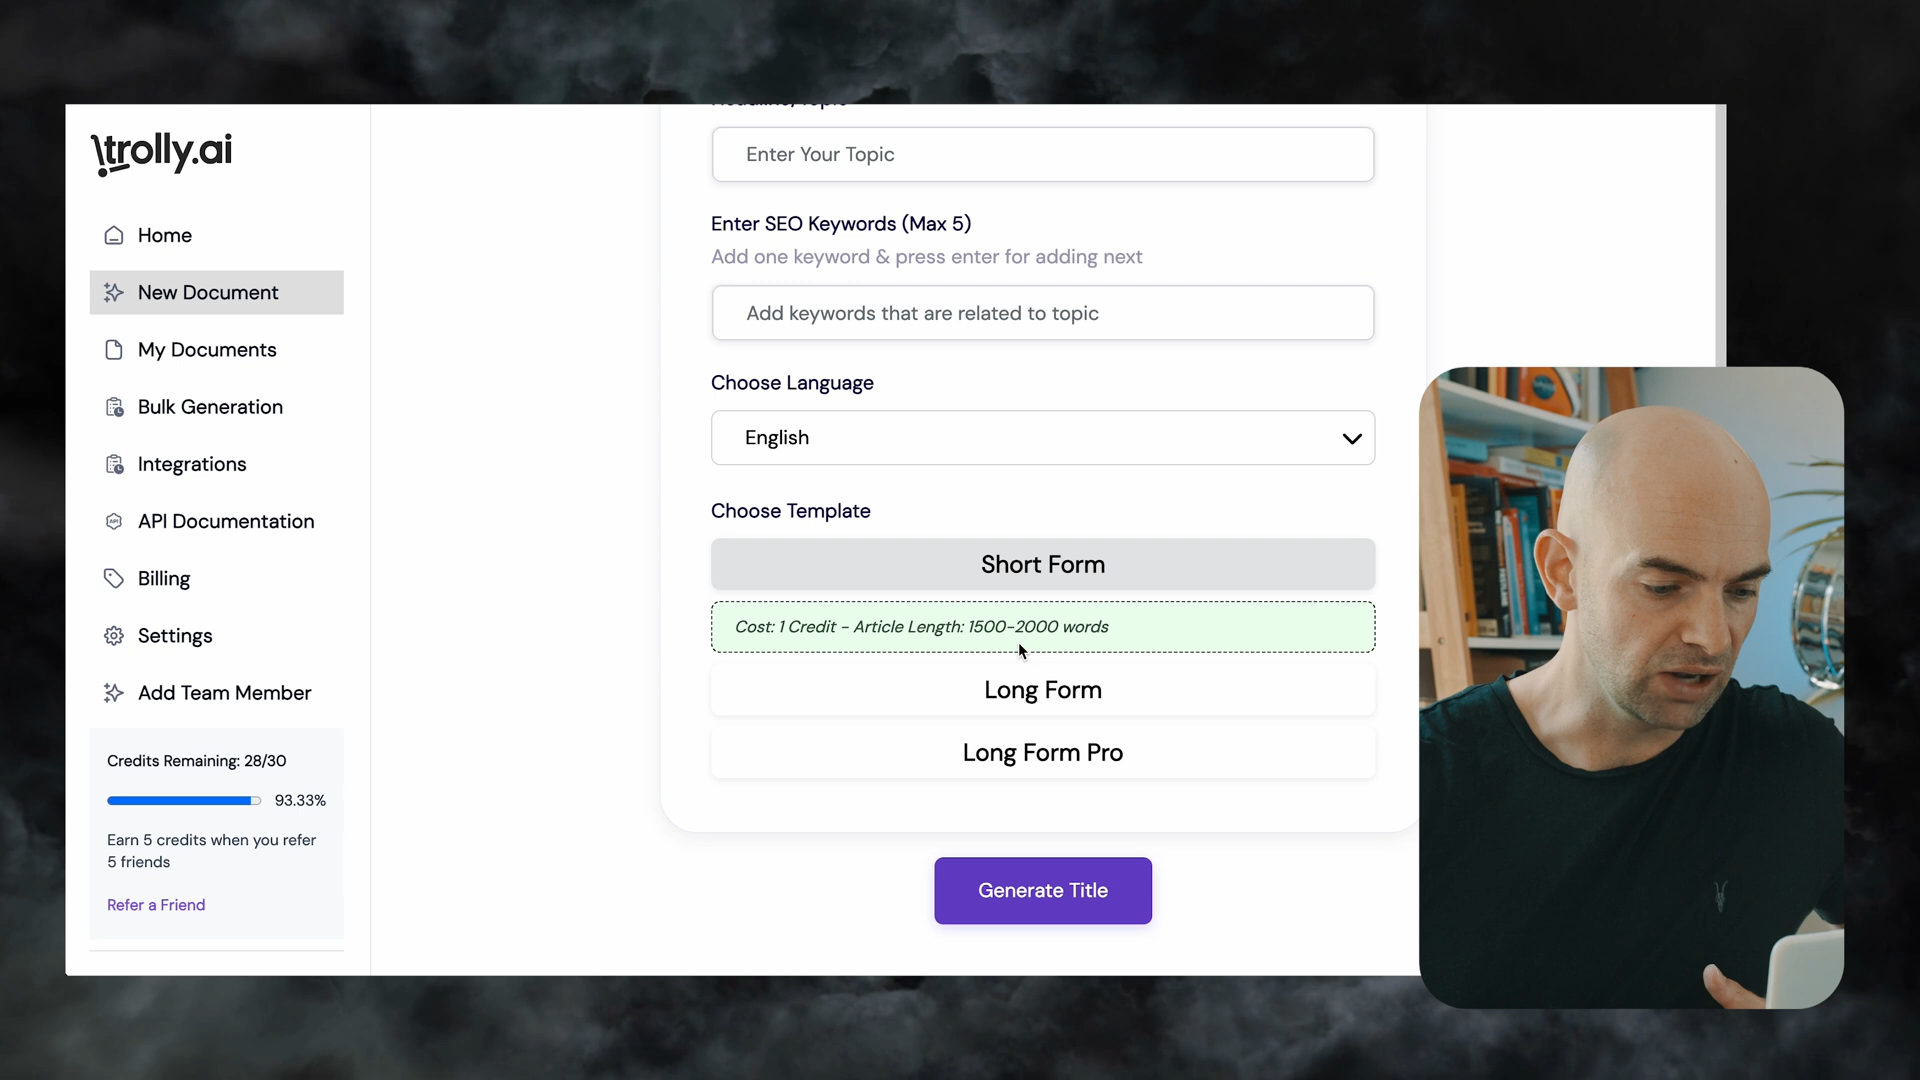 trolly.ai
Home
New Document
My Documents
Bulk Generation
Integrations
API Documentation
Billing
Settings
Add Team Member
Credits Remaining: 28/30
93.33%
Earn 5 credits when you refer
5 friends
Refer a Friend
Enter Your Topic
Enter SEO Keywords (Max 5)
Add one keyword & press enter for adding next
Add keywords that are related to topic
Choose Language
English
Choose Template
Short Form
Cost: 1 Credit - Article Length: 1500-2000 words
Long Form
Long Form Pro
Generate Title